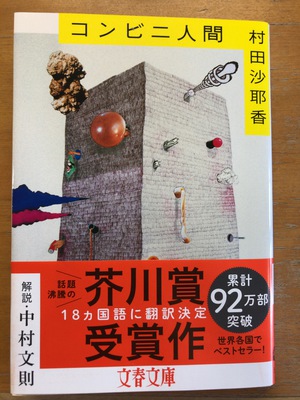 コンビニ人間
村田沙耶香
話題
沸騰の
芥川賞
18ヵ国語に翻訳決定
受賞作
累計
92万部
突破
世界各国で
ベストセラー!
解説・中村文則
文春文庫